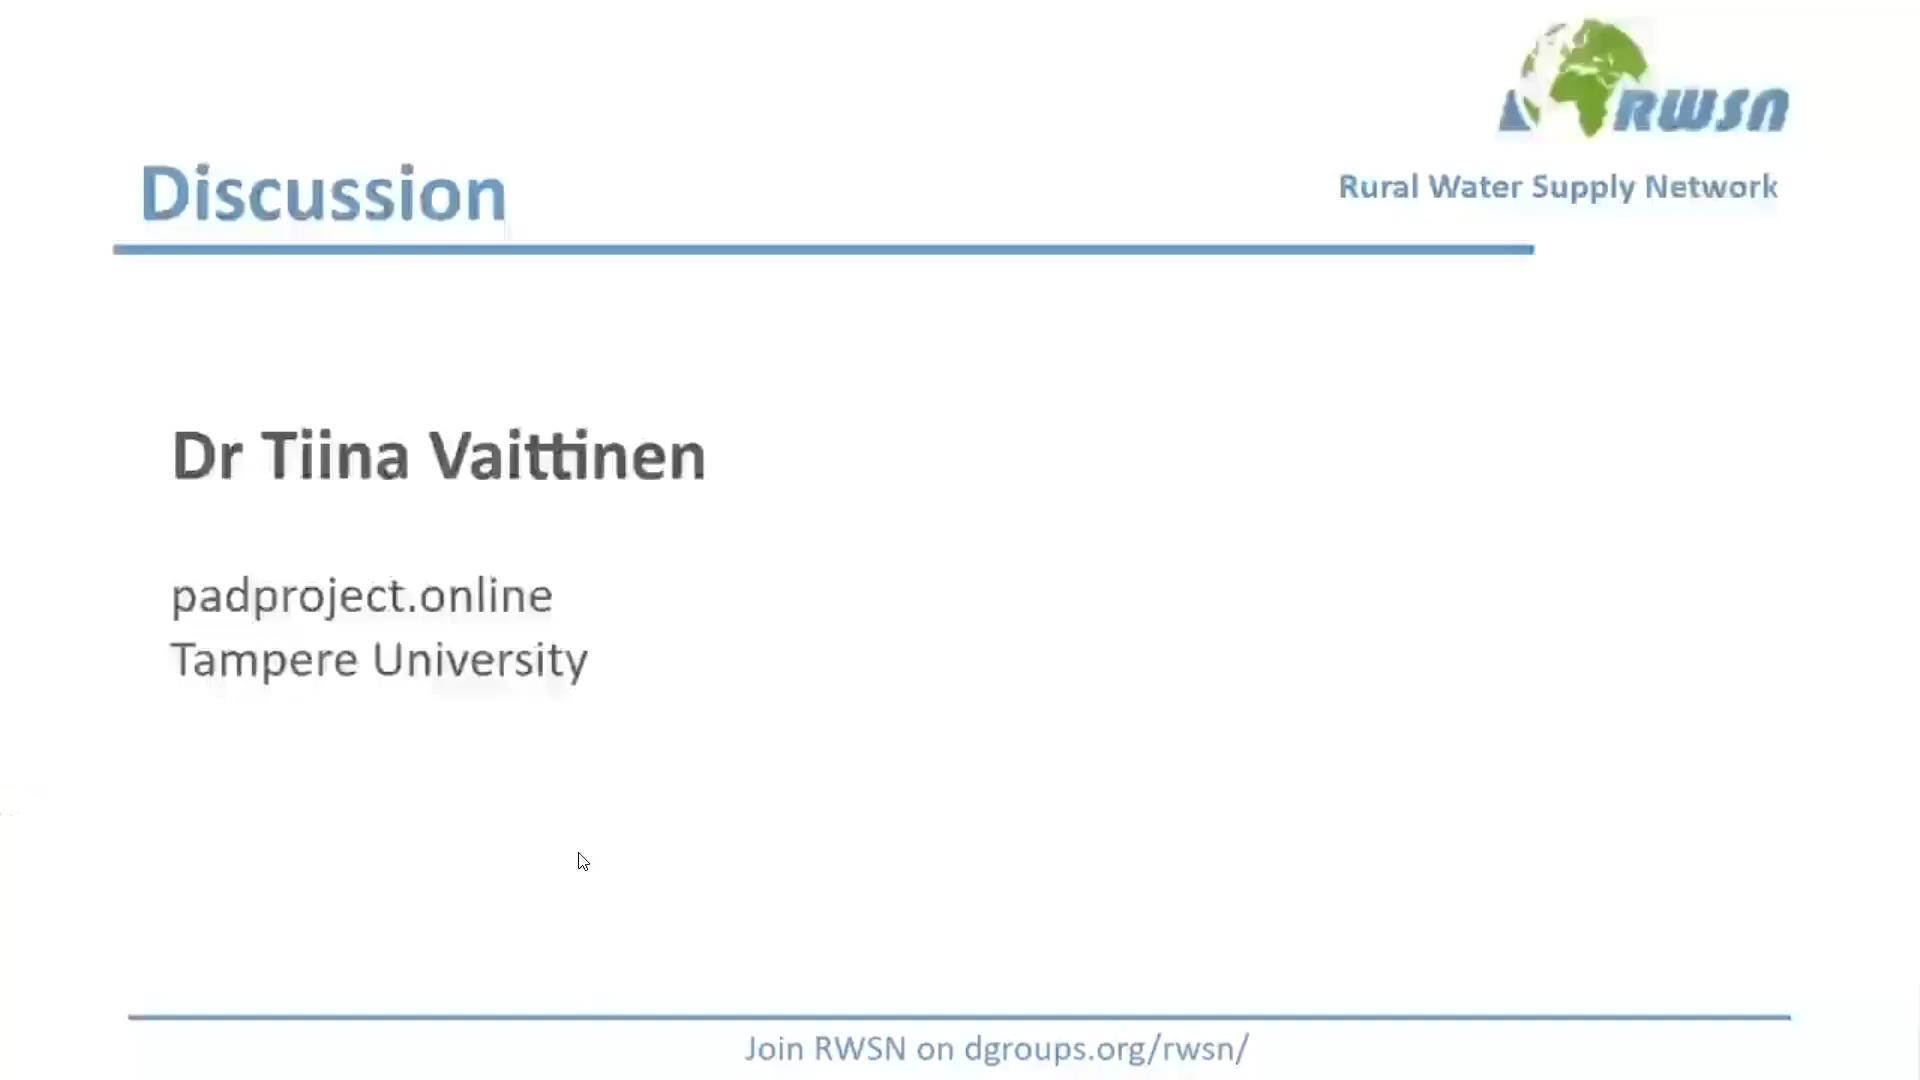 RWSN
Rural Water Supply Network
Discussion
Dr Tiina Vaittinen
padproject.online
Tampere University
Join RWSN on dgroups.org/rwsn/